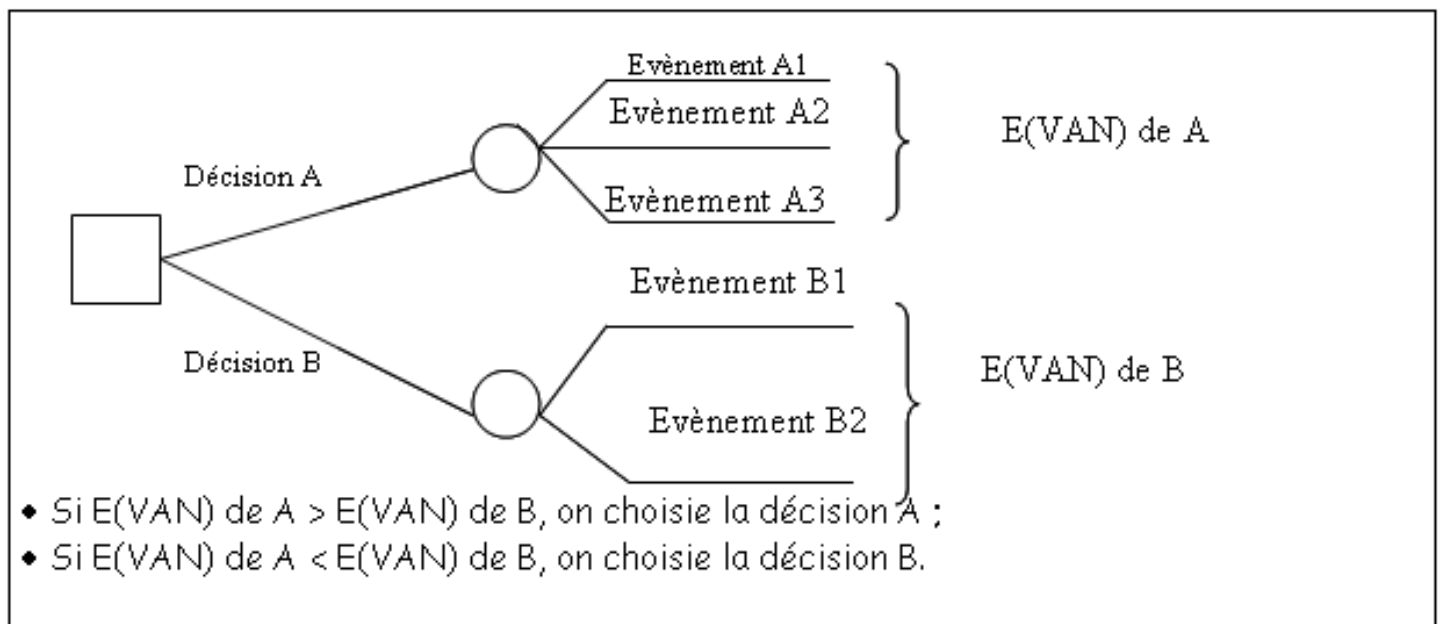 Evènement A1
Evènement A2
E(VAN) de A
Décision A
Evènement A3
Evènement B1
Décision B
E(VAN) de B
Evènement B2
• Si E(VAN) de A > E(VAN) de B, on choisie la décision A ;
• Si E(VAN) de A < E(VAN) de B, on choisie la décision B.